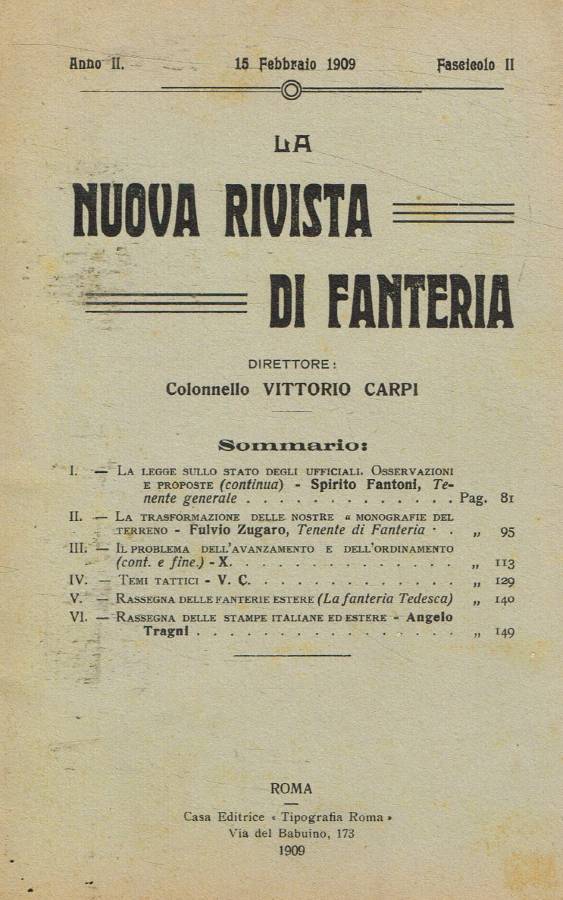 Anno II. 15 Febbraio 1909 Fascicolo II
LA
NUOVA RIVISTA
DI FANTERIA
DIRETTORE:
Colonnello VITTORIO CARPI
Sommario:
I. — La legge sullo stato degli ufficiali. Osservazioni
e proposte (continua) - Spirito Fantoni, Te-
nente generale . . . . . . . . . . . . . Pag. 81
II. — La trasformazione delle nostre « monografie del
terreno - Fulvio Zugaro, Tenente di Fanteria . . „ 95
III. — Il problema dell'avanzamento e dell'ordinamento
(cont. e fine.) - X. . . . . . . . . . . . . . „ 113
IV. — Temi tattici - V. C. . . . . . . . . . . . . „ 129
V. — Rassegna delle fanterie estere (La fanteria Tedesca) „ 140
VI. — Rassegna delle stampe italiane ed estere - Angelo
Tragni . . . . . . . . . . . . . . . . „ 149
ROMA
Casa Editrice « Tipografia Roma »
Via del Babuino, 173
1909